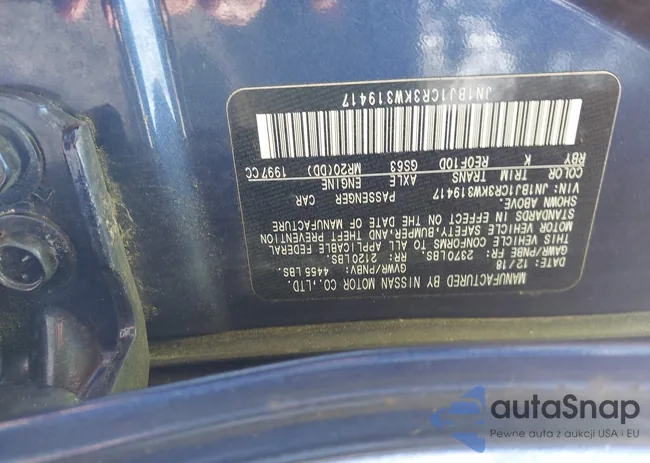 MANUFACTURED BY NISSAN MOTOR CO.,LTD.
DATE: 12/18 GVWR/PNBV: 4455 LBS.
GAWR/PNBE FR: 2370LBS. RR: 2120LBS.
THIS VEHICLE CONFORMS TO ALL APPLICABLE FEDERAL
MOTOR VEHICLE SAFETY,BUMPER,AND THEFT PREVENTION
STANDARDS IN EFFECT ON THE DATE OF MANUFACTURE
SHOWN ABOVE.
VIN: JN1BJ1CR3KW319417 PASSENGER CAR
COLOR TRIM TRANS AXLE ENGINE
RBY K RE0F10D GS63 MR20(DD) 1997CC
JN1BJ1CR3KW319417
autaSnap
Pewne auta z aukcji USA i EU